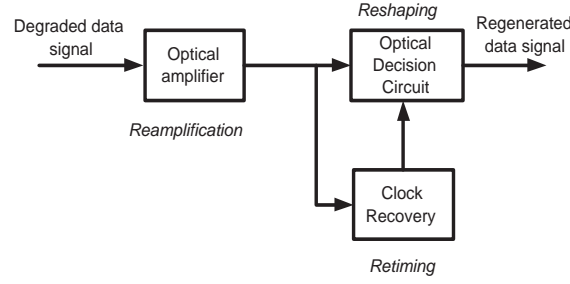 Reshaping
Degraded data
signal
Optical
amplifier
Optical
Decision
Circuit
Regenerated
data signal
Reamplification
Clock
Recovery
Retiming